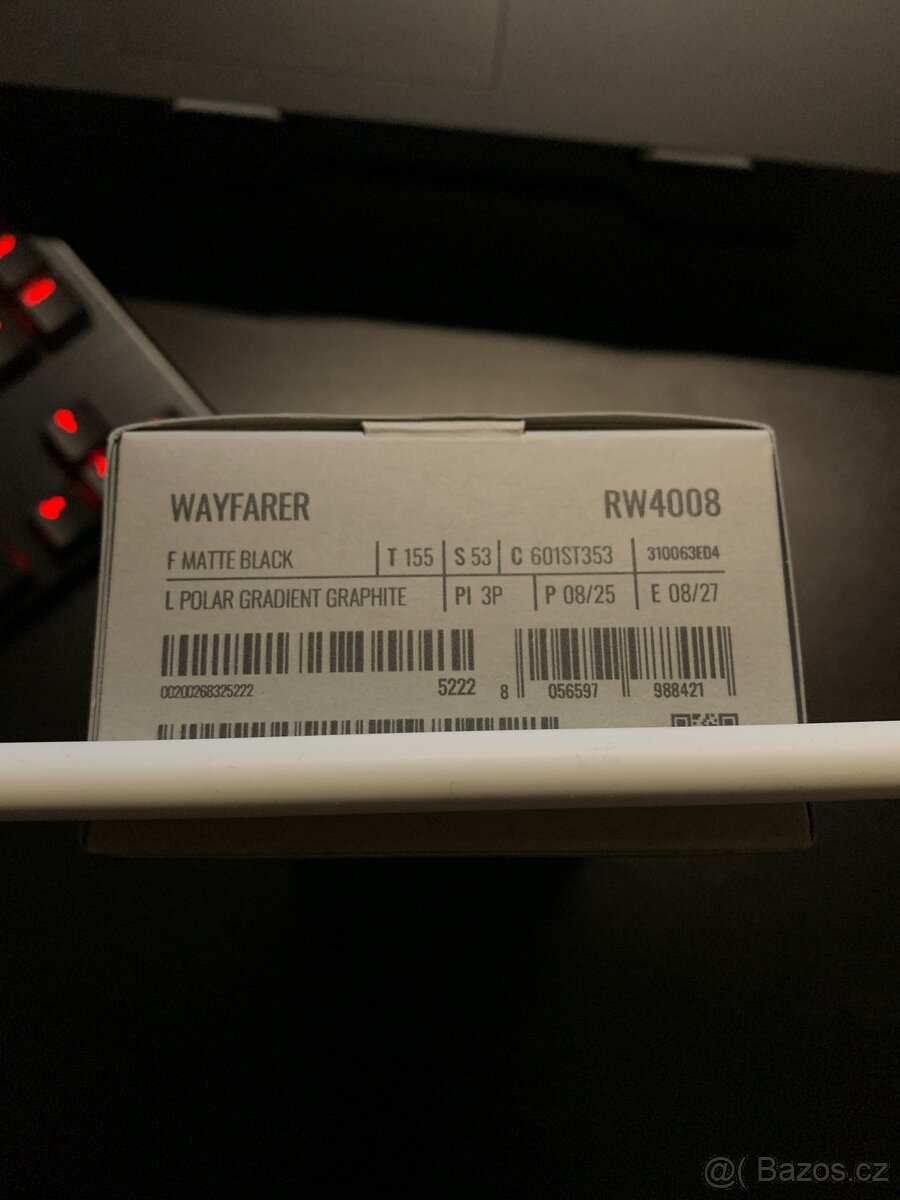 WAYFARER RW4008
F MATTE BLACK T 155 S 53 C 601ST353 310063ED4
L POLAR GRADIENT GRAPHITE PI 3P P 08/25 E 08/27
00200268325222 5222 8 056597 988421
@( Bazos.cz